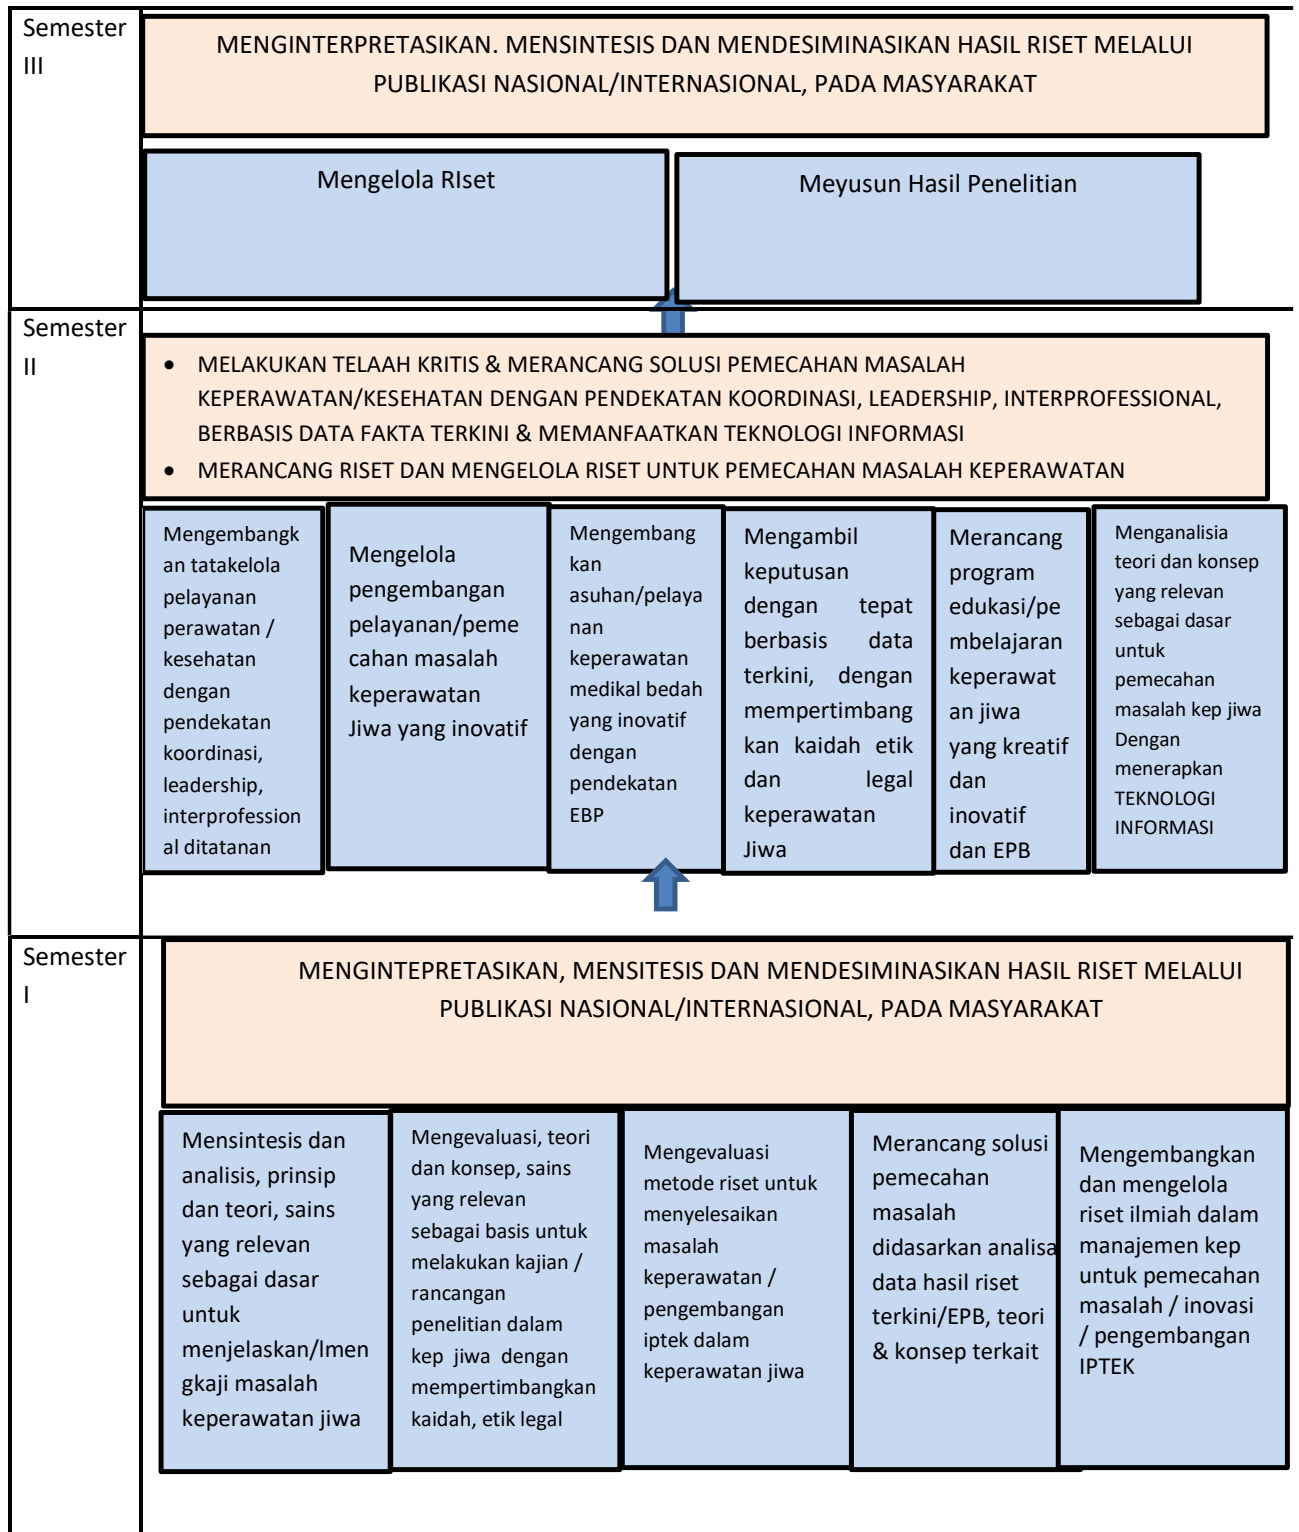 Semester
III
MENGINTERPRETASIKAN. MENSINTESIS DAN MENDESIMINASIKAN HASIL RISET MELALUI
PUBLIKASI NASIONAL/INTERNASIONAL, PADA MASYARAKAT
Mengelola RIset
Meyusun Hasil Penelitian
Semester
II
• MELAKUKAN TELAAH KRITIS & MERANCANG SOLUSI PEMECAHAN MASALAH
KEPERAWATAN/KESEHATAN DENGAN PENDEKATAN KOORDINASI, LEADERSHIP, INTERPROFESSIONAL,
BERBASIS DATA FAKTA TERKINI & MEMANFAATKAN TEKNOLOGI INFORMASI
• MERANCANG RISET DAN MENGELOLA RISET UNTUK PEMECAHAN MASALAH KEPERAWATAN
Mengembangk
an tatakelola
pelayanan
perawatan /
kesehatan
dengan
pendekatan
koordinasi,
leadership,
interprofession
al ditatanan
Mengelola
pengembangan
pelayanan/peme
cahan masalah
keperawatan
Jiwa yang inovatif
Mengembang
kan
asuhan/pelaya
nan
keperawatan
medikal bedah
yang inovatif
dengan
pendekatan
EBP
Mengambil
keputusan
dengan tepat
berbasis data
terkini, dengan
mempertimbang
kan kaidah etik
dan legal
keperawatan
Jiwa
Merancang
program
edukasi/pe
mbelajaran
keperawat
an jiwa
yang kreatif
dan
inovatif
dan EPB
Menganalisia
teori dan konsep
yang relevan
sebagai dasar
untuk
pemecahan
masalah kep jiwa
Dengan
menerapkan
TEKNOLOGI
INFORMASI
Semester
I
MENGINTEPRETASIKAN, MENSITESIS DAN MENDESIMINASIKAN HASIL RISET MELALUI
PUBLIKASI NASIONAL/INTERNASIONAL, PADA MASYARAKAT
Mensintesis dan
analisis, prinsip
dan teori, sains
yang relevan
sebagai dasar
untuk
menjelaskan/Imen
gkaji masalah
keperawatan jiwa
Mengevaluasi, teori
dan konsep, sains
yang relevan
sebagai basis untuk
melakukan kajian /
rancangan
penelitian dalam
kep jiwa dengan
mempertimbangkan
kaidah, etik legal
Mengevaluasi
metode riset untuk
menyelesaikan
masalah
keperawatan /
pengembangan
iptek dalam
keperawatan jiwa
Merancang solusi
pemecahan
masalah
didasarkan analisa
data hasil riset
terkini/EPB, teori
& konsep terkait
Mengembangkan
dan mengelola
riset ilmiah dalam
manajemen kep
untuk pemecahan
masalah / inovasi
/ pengembangan
IPTEK